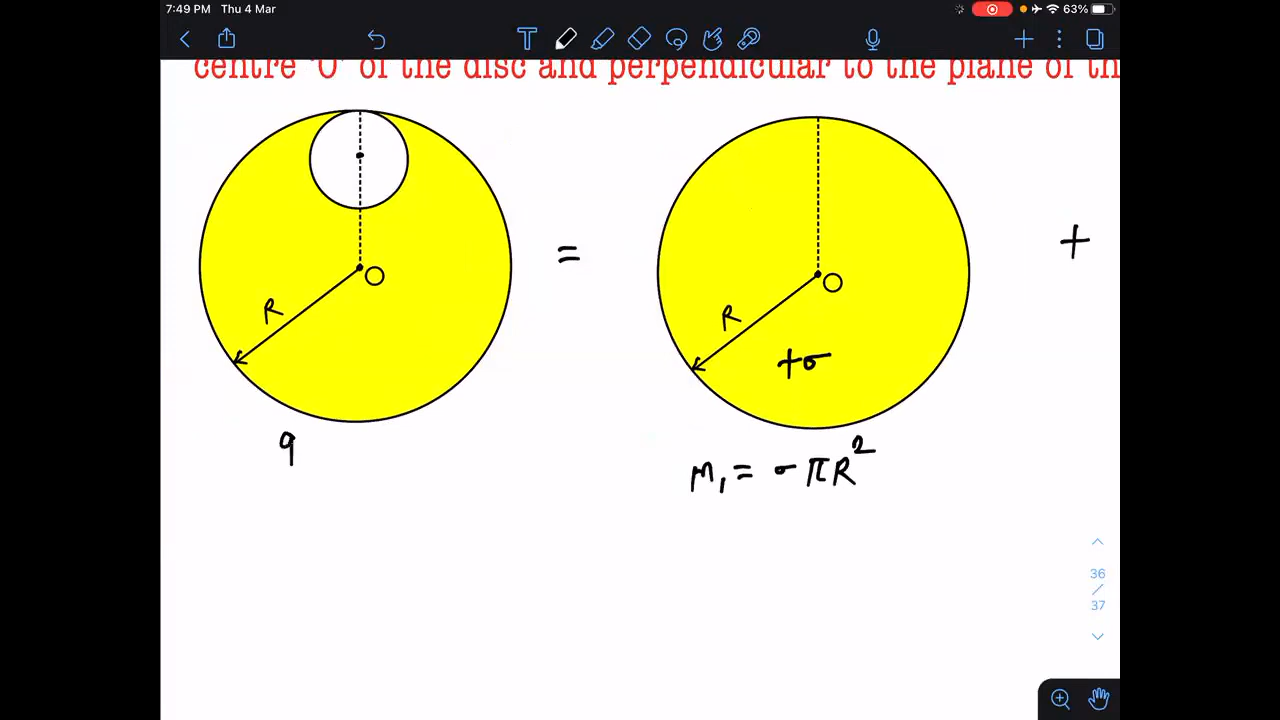 7:49 PM Thu 4 Mar 63%
T
centre 'O' of the disc and perpendicular to the plane of th
O
R
=
O
R
+σ
+
9
M₁ = σπR²
36
/
37